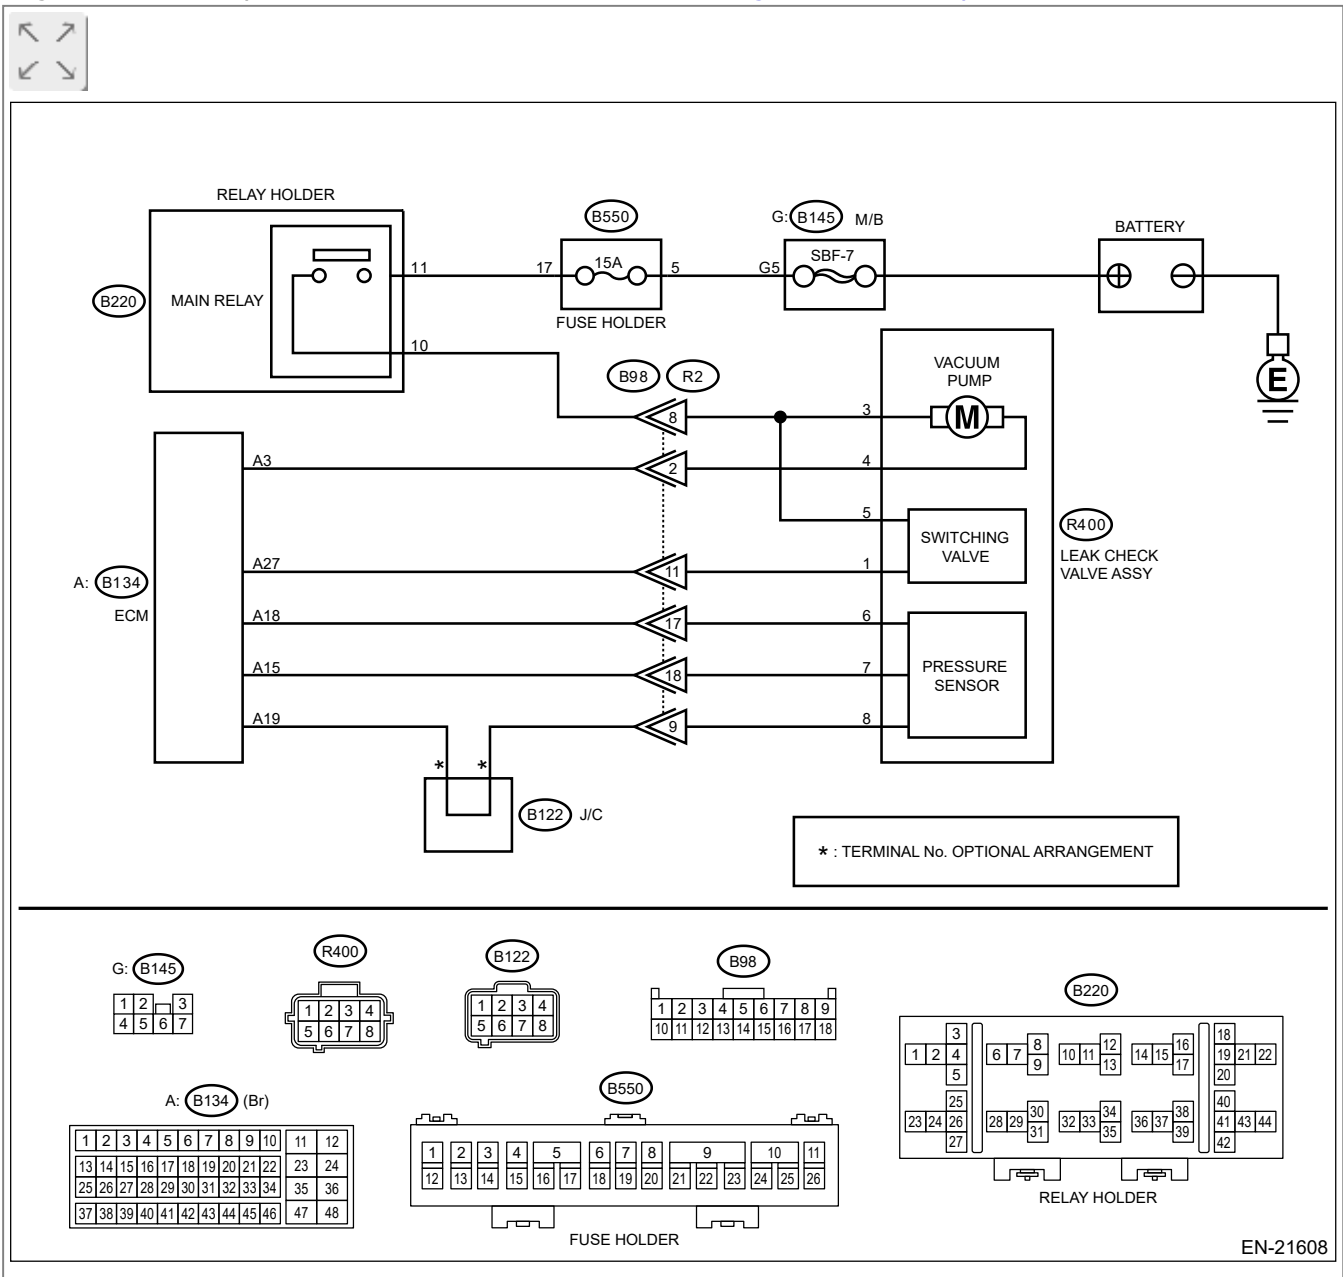 RELAY HOLDER
B550
G: B145 M/B
BATTERY
11
17
15A
5
G5
SBF-7
B220
MAIN RELAY
FUSE HOLDER
10
B98
R2
VACUUM
PUMP
E
8
3
M
A3
2
4
5
R400
A27
11
1
SWITCHING
VALVE
LEAK CHECK
VALVE ASSY
A: B134
ECM
A18
17
6
A15
18
7
PRESSURE
SENSOR
A19
9
8
* *
B122 J/C
* : TERMINAL No. OPTIONAL ARRANGEMENT
G: B145
1 2 3
4 5 6 7
R400
1 2 3 4
5 6 7 8
B122
1 2 3 4
5 6 7 8
B98
1 2 3 4 5 6 7 8 9
10 11 12 13 14 15 16 17 18
B220
3 8 12 16 18
1 2 4 6 7 10 11 14 15 19 21 22
5 9 13 17 20
25 30 34 38 40
23 24 26 28 29 32 33 36 37 41 43 44
27 31 35 39 42
RELAY HOLDER
A: B134 (Br)
1 2 3 4 5 6 7 8 9 10 11 12
13 14 15 16 17 18 19 20 21 22 23 24
25 26 27 28 29 30 31 32 33 34 35 36
37 38 39 40 41 42 43 44 45 46 47 48
B550
1 2 3 4 5 6 7 8 9 10 11
12 13 14 15 16 17 18 19 20 21 22 23 24 25 26
FUSE HOLDER
EN-21608